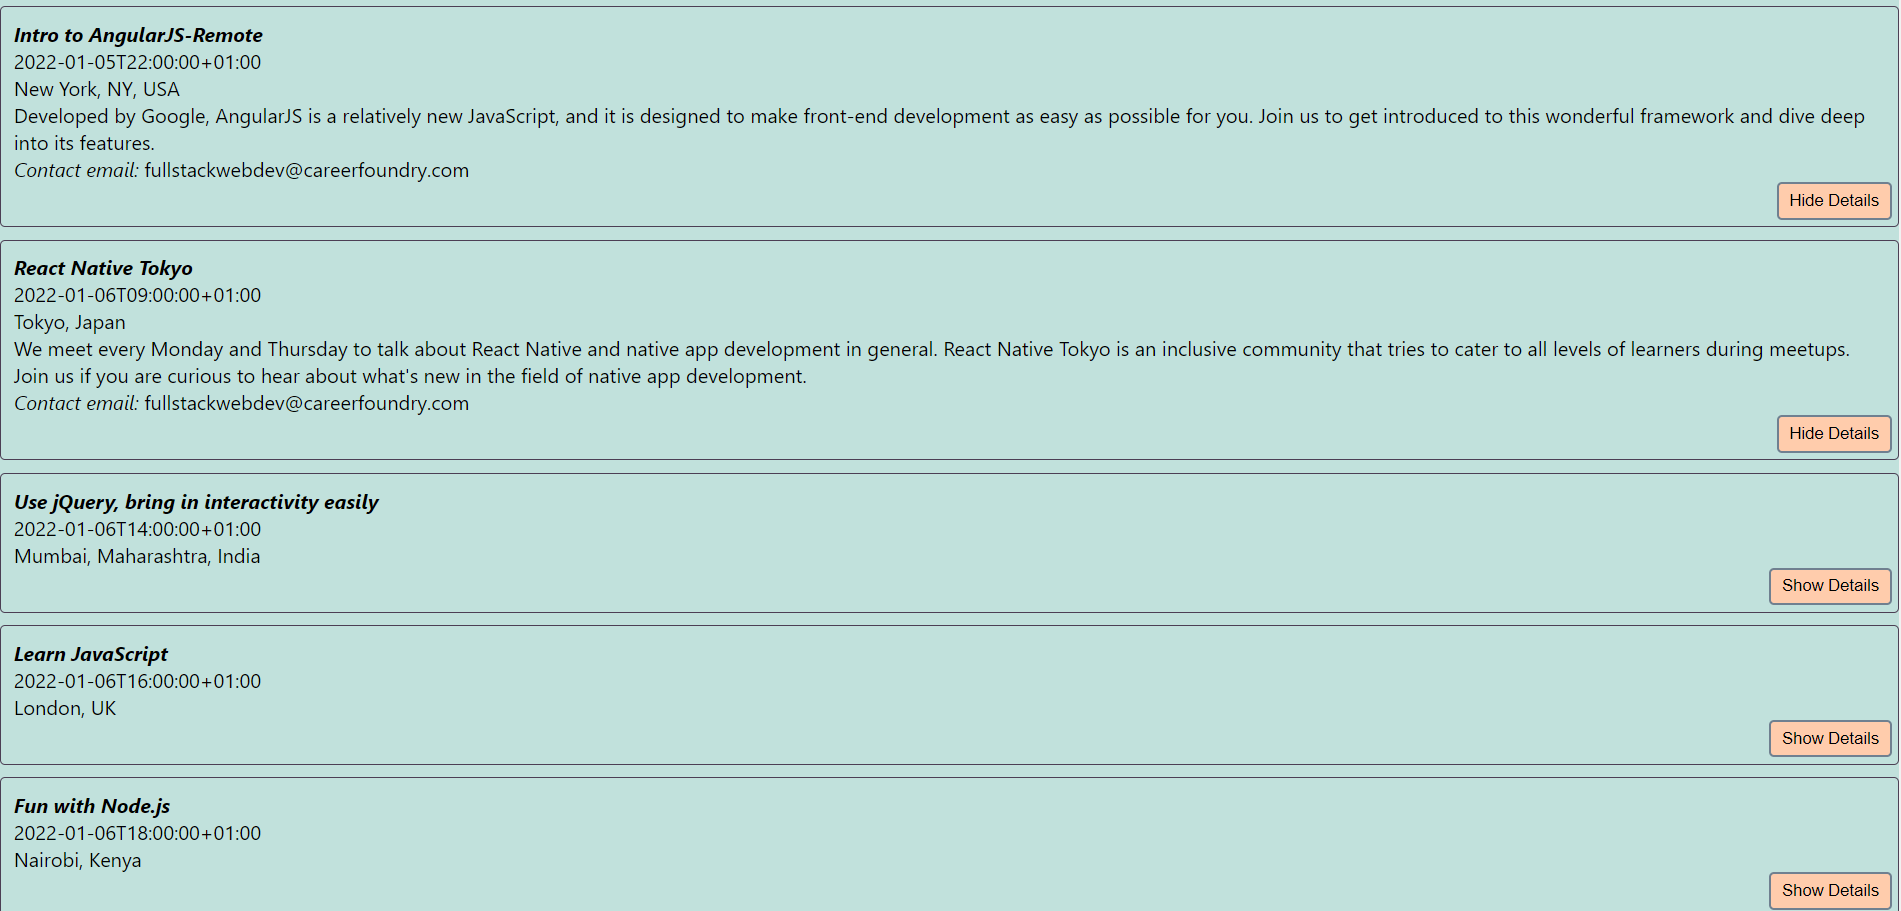 Intro to AngularJS-Remote
2022-01-05T22:00:00+01:00
New York, NY, USA
Developed by Google, AngularJS is a relatively new JavaScript, and it is designed to make front-end development as easy as possible for you. Join us to get introduced to this wonderful framework and dive deep
into its features.
Contact email: fullstackwebdev@careerfoundry.com
Hide Details
React Native Tokyo
2022-01-06T09:00:00+01:00
Tokyo, Japan
We meet every Monday and Thursday to talk about React Native and native app development in general. React Native Tokyo is an inclusive community that tries to cater to all levels of learners during meetups.
Join us if you are curious to hear about what's new in the field of native app development.
Contact email: fullstackwebdev@careerfoundry.com
Hide Details
Use jQuery, bring in interactivity easily
2022-01-06T14:00:00+01:00
Mumbai, Maharashtra, India
Show Details
Learn JavaScript
2022-01-06T16:00:00+01:00
London, UK
Show Details
Fun with Node.js
2022-01-06T18:00:00+01:00
Nairobi, Kenya
Show Details